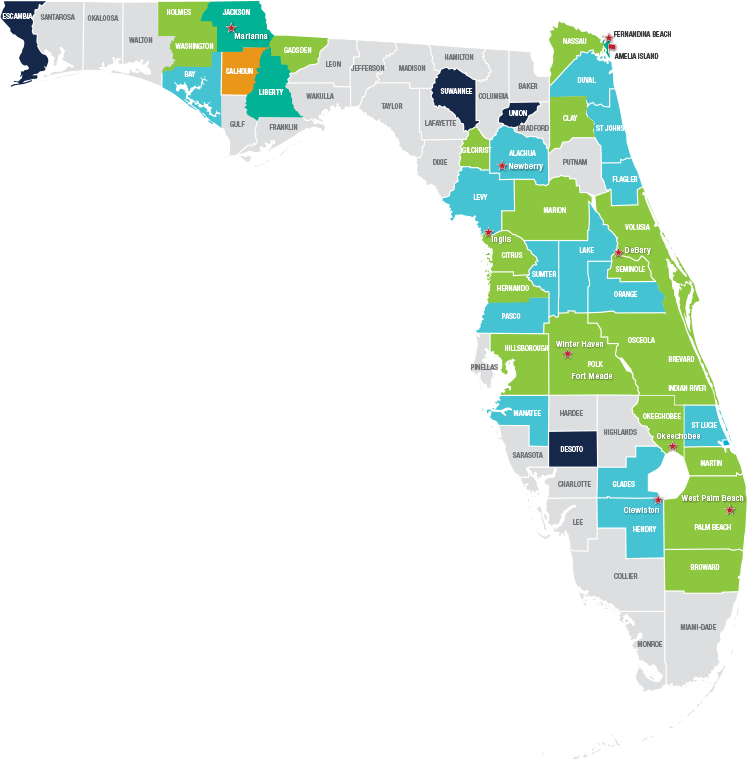 ESCAMBIA
SANTAROSA
OKALOOSA
WALTON
HOLMES
WASHINGTON
BAY
JACKSON
Marianna
CALHOUN
GULF
LIBERTY
GADSDEN
FRANKLIN
LEON
WAKULLA
JEFFERSON
MADISON
TAYLOR
HAMILTON
SUWANNEE
LAFAYETTE
DIXIE
COLUMBIA
BAKER
UNION
BRADFORD
GILCHRIST
ALACHUA
Newberry
NASSAU
FERNANDINA BEACH
AMELIA ISLAND
DUVAL
CLAY
ST JOHNS
PUTNAM
FLAGLER
LEVY
MARION
Inglis
CITRUS
VOLUSIA
DeBary
LAKE
SUMTER
SEMINOLE
HERNANDO
ORANGE
PASCO
HILLSBOROUGH
PINELLAS
Winter Haven
POLK
Fort Meade
OSCEOLA
BREVARD
INDIAN RIVER
MANATEE
HARDEE
HIGHLANDS
OKEECHOBEE
Okeechobee
ST LUCIE
SARASOTA
DESOTO
MARTIN
CHARLOTTE
GLADES
Clewiston
West Palm Beach
LEE
HENDRY
PALM BEACH
BROWARD
COLLIER
MIAMI-DADE
MONROE